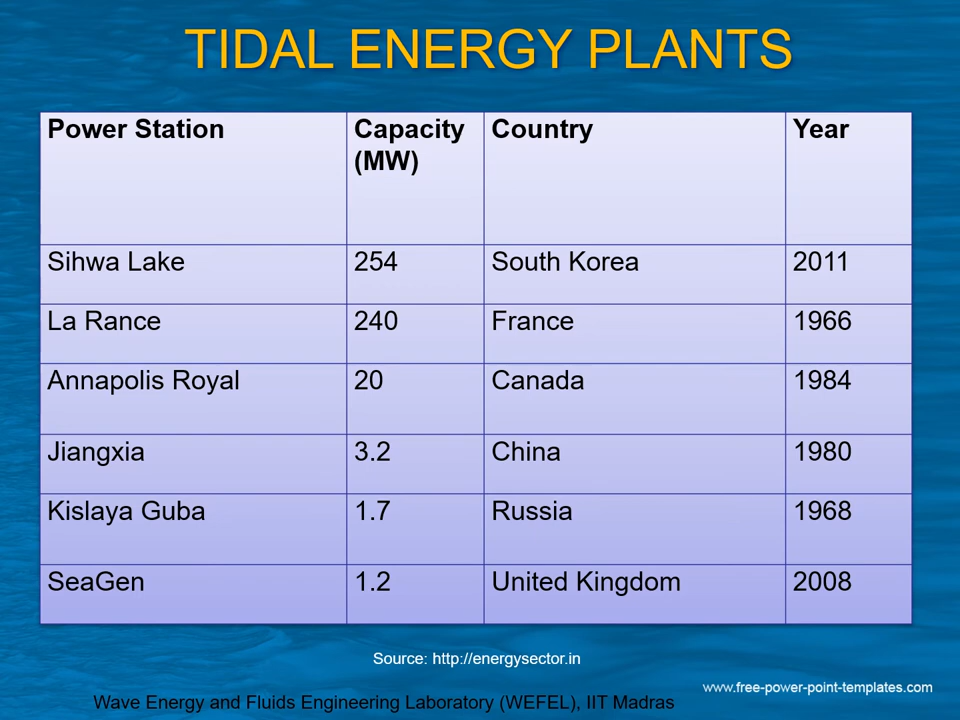 TIDAL ENERGY PLANTS
Power Station Capacity (MW) Country Year
Sihwa Lake 254 South Korea 2011
La Rance 240 France 1966
Annapolis Royal 20 Canada 1984
Jiangxia 3.2 China 1980
Kislaya Guba 1.7 Russia 1968
SeaGen 1.2 United Kingdom 2008
Source: http://energysector.in
www.free-power-point-templates.com
Wave Energy and Fluids Engineering Laboratory (WEFEL), IIT Madras